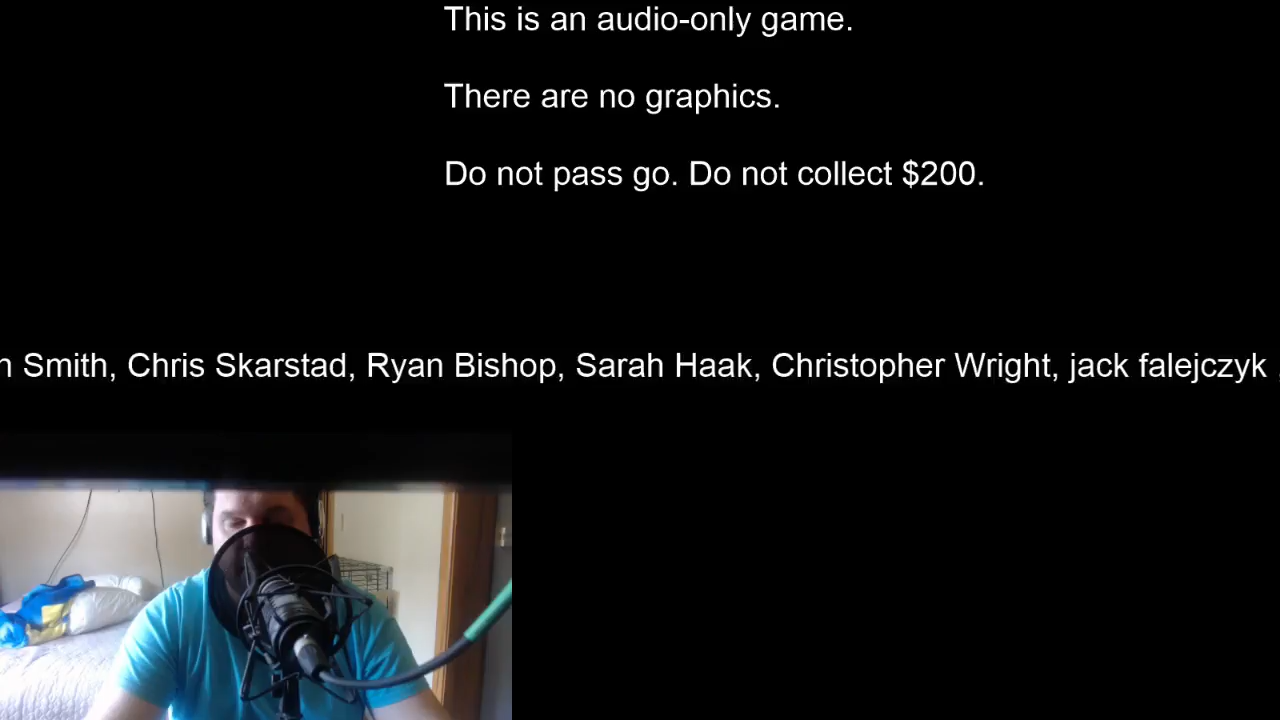 This is an audio-only game.
There are no graphics.
Do not pass go. Do not collect $200.
Smith, Chris Skarstad, Ryan Bishop, Sarah Haak, Christopher Wright, jack falejczyk